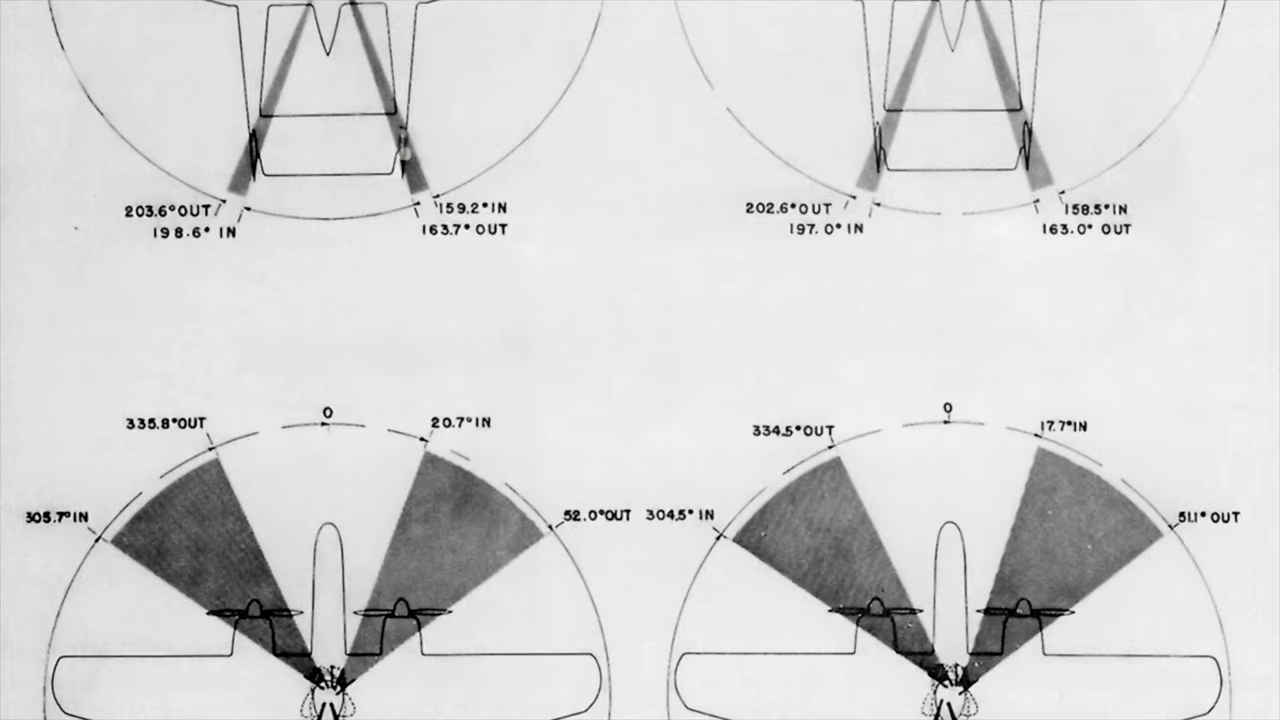 203.6° OUT
198.6° IN
159.2° IN
163.7° OUT
202.6° OUT
197.0° IN
158.5° IN
163.0° OUT
335.8° OUT
0
20.7° IN
305.7° IN
52.0° OUT
334.5° OUT
0
17.7° IN
304.5° IN
51.1° OUT